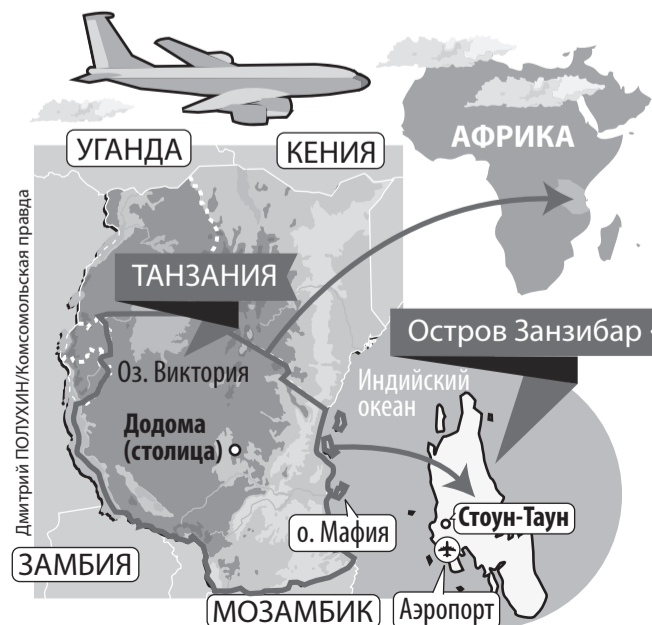 АФРИКА
УГАНДА
КЕНИЯ
ТАНЗАНИЯ
Остров Занзибар
Оз. Виктория
Индийский
океан
Додома
(столица)
Стоун-Таун
о. Мафия
ЗАМБИЯ
МОЗАМБИК
Аэропорт
Дмитрий ПОЛУХИН/Комсомольская правда